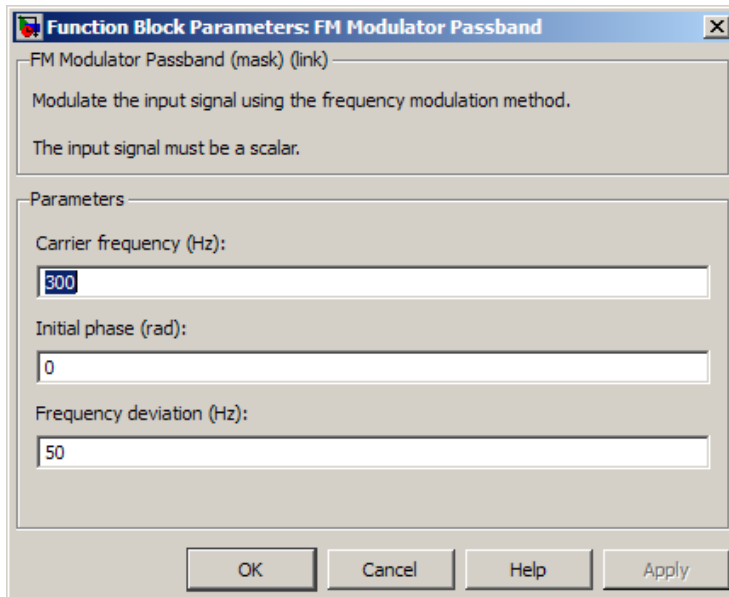 Function Block Parameters: FM Modulator Passband
FM Modulator Passband (mask) (link)
Modulate the input signal using the frequency modulation method.
The input signal must be a scalar.
Parameters
Carrier frequency (Hz):
300
Initial phase (rad):
0
Frequency deviation (Hz):
50
OK Cancel Help Apply